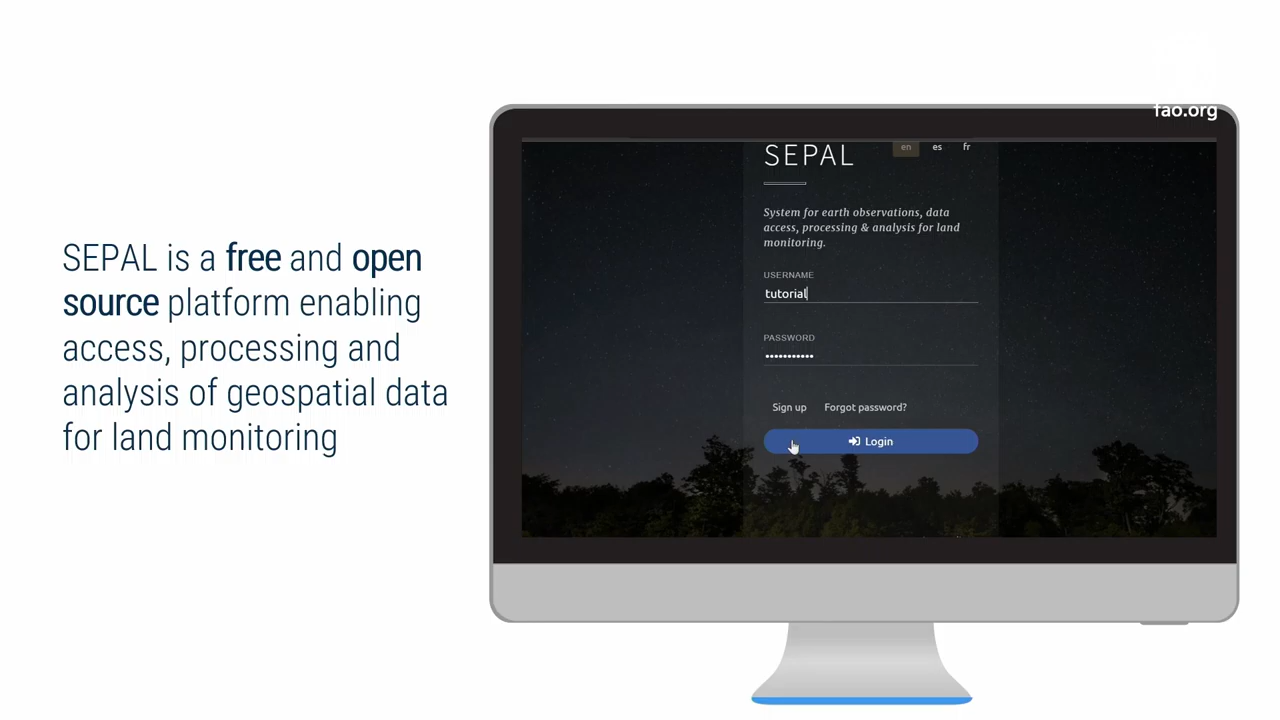 fao.org
SEPAL is a free and open
source platform enabling
access, processing and
analysis of geospatial data
for land monitoring
SEPAL
en es fr
System for earth observations, data
access, processing & analysis for land
monitoring.
USERNAME
tutorial
PASSWORD
•••••••••••
Sign up Forgot password?
Login